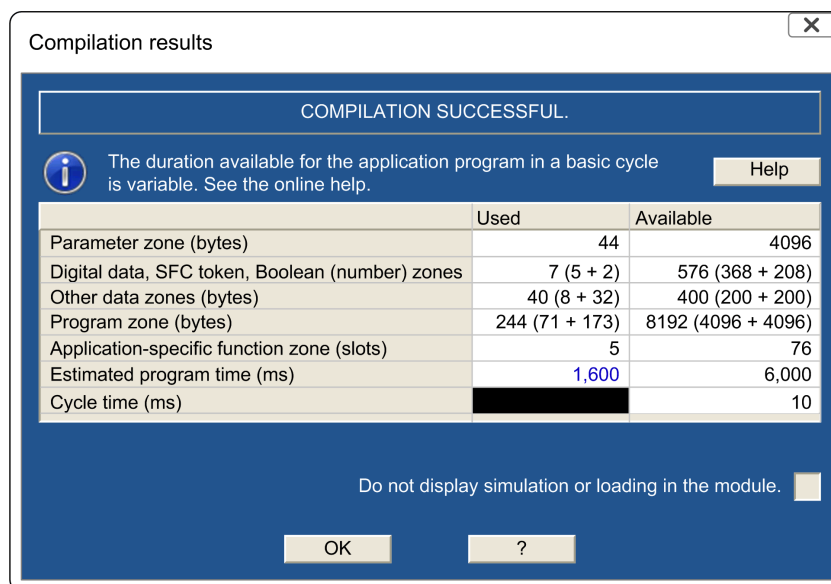 Compilation results
COMPILATION SUCCESSFUL.
The duration available for the application program in a basic cycle
is variable. See the online help.
Help
Used Available
Parameter zone (bytes) 44 4096
Digital data, SFC token, Boolean (number) zones 7 (5 + 2) 576 (368 + 208)
Other data zones (bytes) 40 (8 + 32) 400 (200 + 200)
Program zone (bytes) 244 (71 + 173) 8192 (4096 + 4096)
Application-specific function zone (slots) 5 76
Estimated program time (ms) 1,600 6,000
Cycle time (ms) 10
Do not display simulation or loading in the module.
OK ?